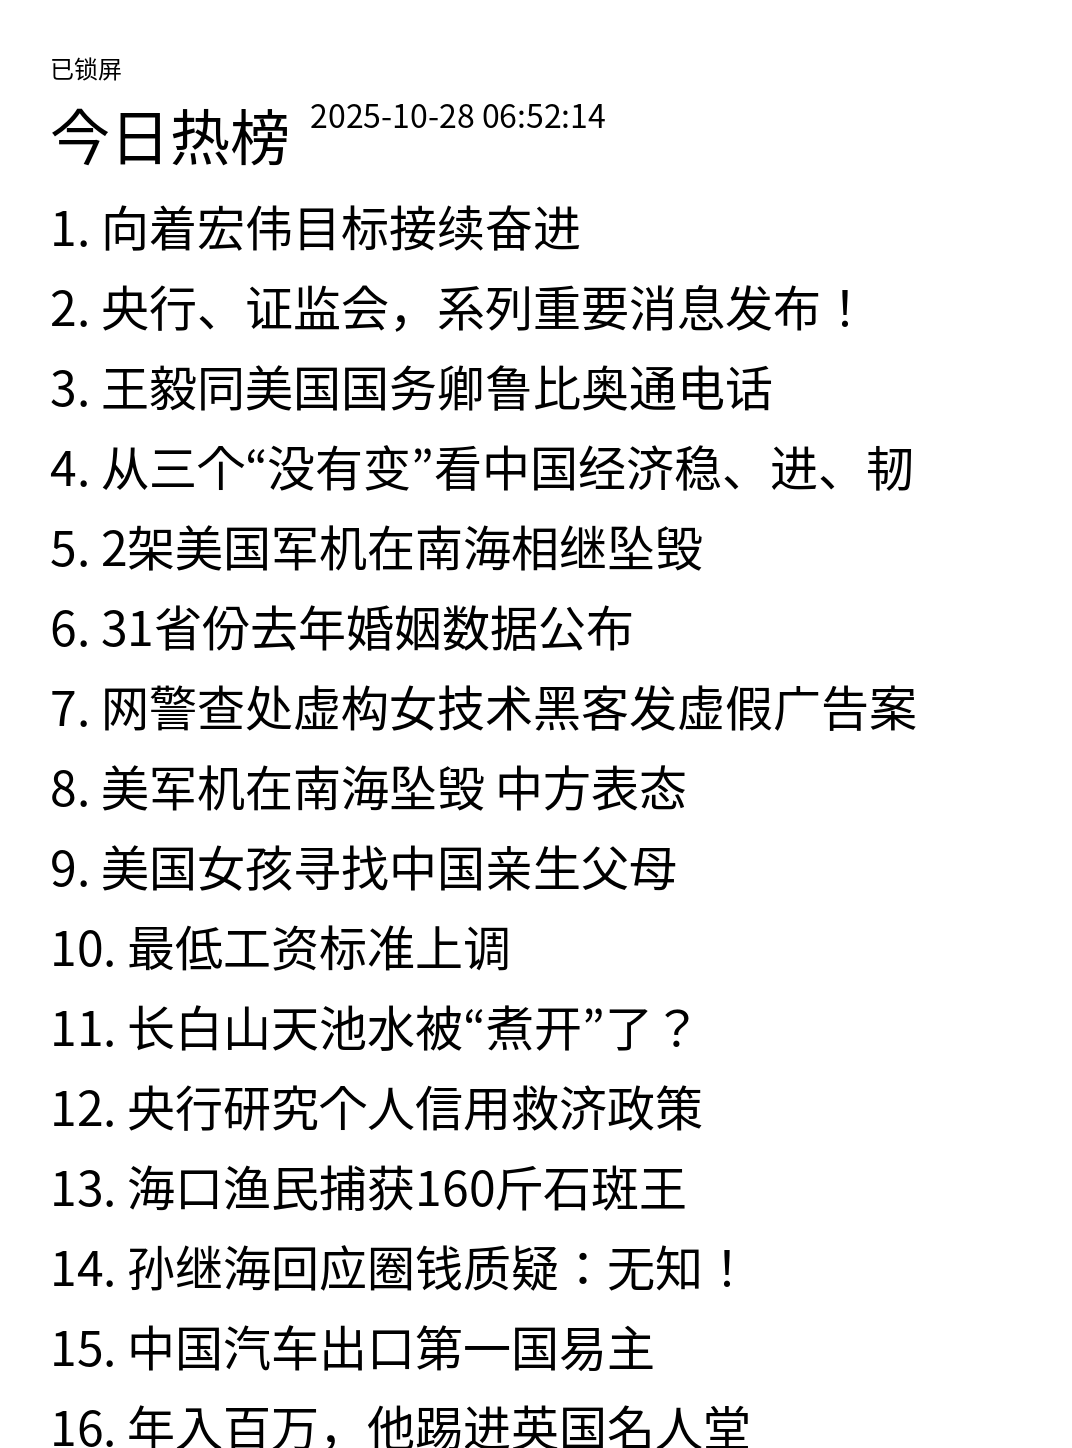 已锁屏
今日热榜 2025-10-28 06:52:14
1. 向着宏伟目标接续奋进
2. 央行、证监会，系列重要消息发布！
3. 王毅同美国国务卿鲁比奥通电话
4. 从三个“没有变”看中国经济稳、进、韧
5. 2架美国军机在南海相继坠毁
6. 31省份去年婚姻数据公布
7. 网警查处虚构女技术黑客发虚假广告案
8. 美军机在南海坠毁 中方表态
9. 美国女孩寻找中国亲生父母
10. 最低工资标准上调
11. 长白山天池水被“煮开”了？
12. 央行研究个人信用救济政策
13. 海口渔民捕获160斤石斑王
14. 孙继海回应圈钱质疑：无知！
15. 中国汽车出口第一国易主
16. 年入百万，他踢进英国名人堂